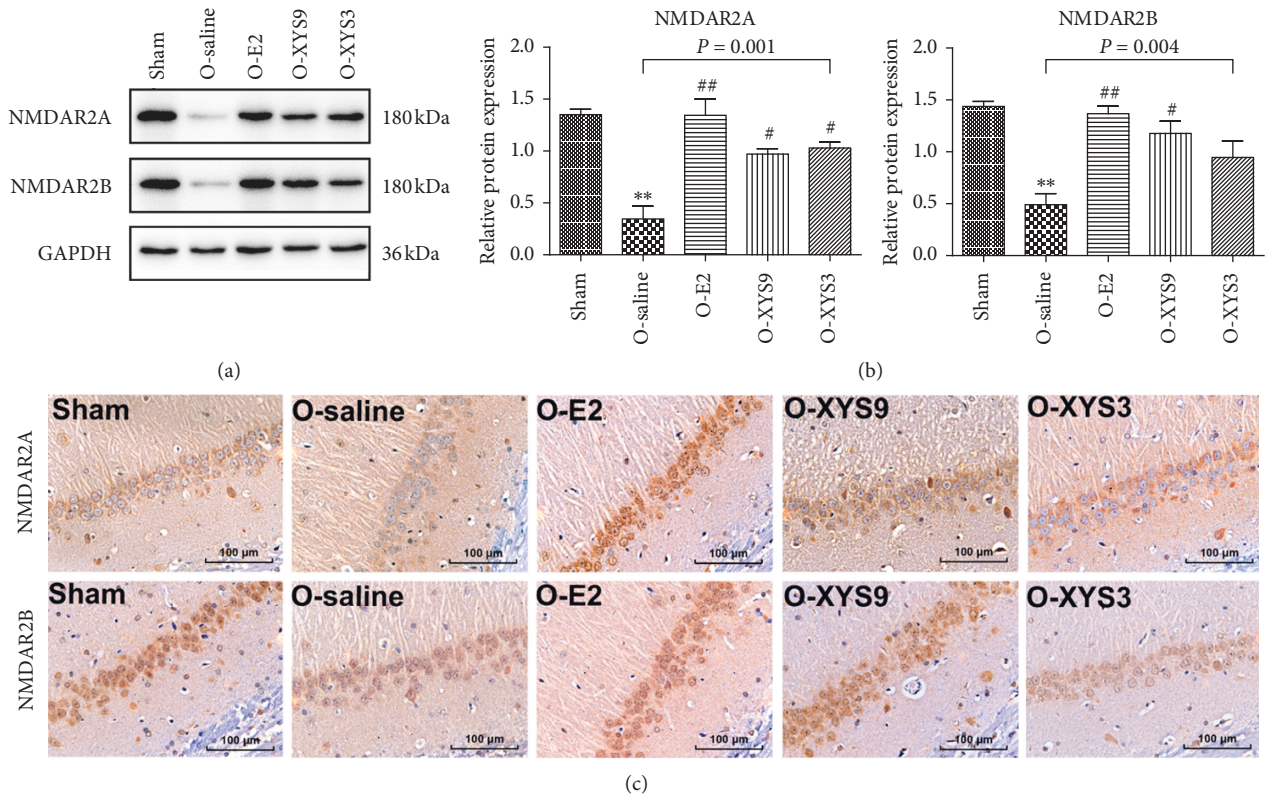 Sham
O-saline
O-E2
O-XYS9
O-XYS3
NMDAR2A
180 kDa
NMDAR2B
180 kDa
GAPDH
36 kDa
(a)
NMDAR2A
P = 0.001
Relative protein expression
2.0
1.5
1.0
0.5
0.0
**
##
#
#
Sham
O-saline
O-E2
O-XYS9
O-XYS3
NMDAR2B
P = 0.004
Relative protein expression
2.0
1.5
1.0
0.5
0.0
**
##
#
Sham
O-saline
O-E2
O-XYS9
O-XYS3
(b)
NMDAR2A
Sham
100 µm
O-saline
100 µm
O-E2
100 µm
O-XYS9
100 µm
O-XYS3
100 µm
NMDAR2B
Sham
100 µm
O-saline
100 µm
O-E2
100 µm
O-XYS9
100 µm
O-XYS3
100 µm
(c)